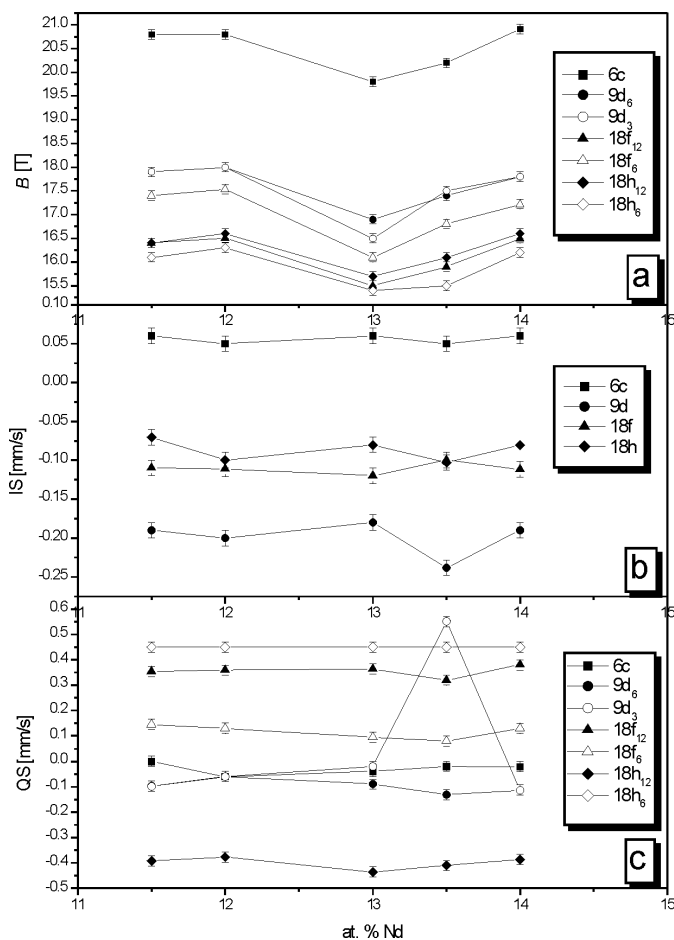 21.0
20.5
20.0
19.5
19.0
18.5
18.0
17.5
17.0
16.5
16.0
15.5
0.10
B [T]
6c
9d6
9d3
18f12
18f6
18h12
18h6
a
11 12 13 14 15
0.05
0.00
-0.05
-0.10
-0.15
-0.20
-0.25
IS [mm/s]
6c
9d
18f
18h
b
11 12 13 14 15
0.6
0.5
0.4
0.3
0.2
0.1
0.0
-0.1
-0.2
-0.3
-0.4
-0.5
QS [mm/s]
6c
9d6
9d3
18f12
18f6
18h12
18h6
c
11 12 13 14 15
at. % Nd